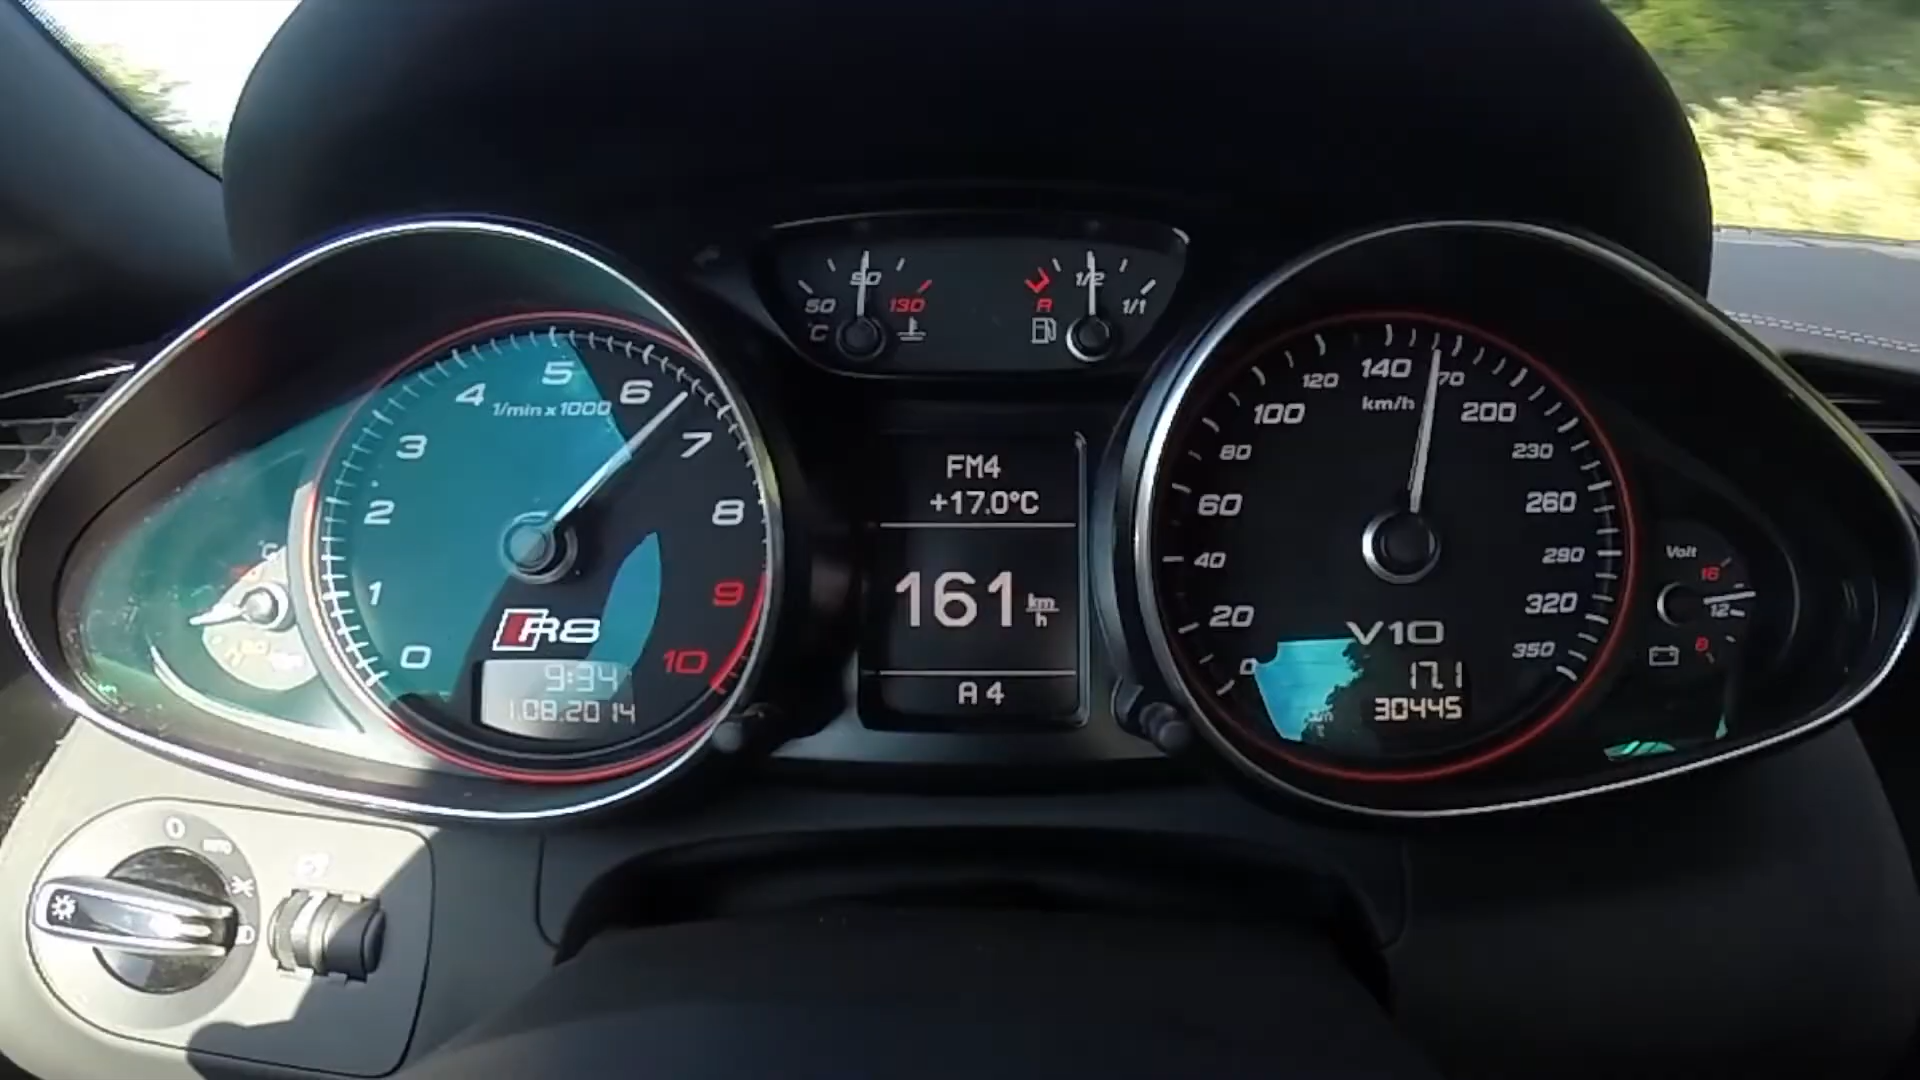 50 90 130
°C
R 1/2 1/1
0 1 2 3 4 5 6 7 8 9 10
1/min x 1000
R8
9:34
1.08.2014
FM4
+17.0°C
161 km/h
A 4
0 20 40 60 80 100 120 140 170 200 230 260 290 320 350
km/h
V10
17.1
30445
Volt
16
12
8
0
AUTO